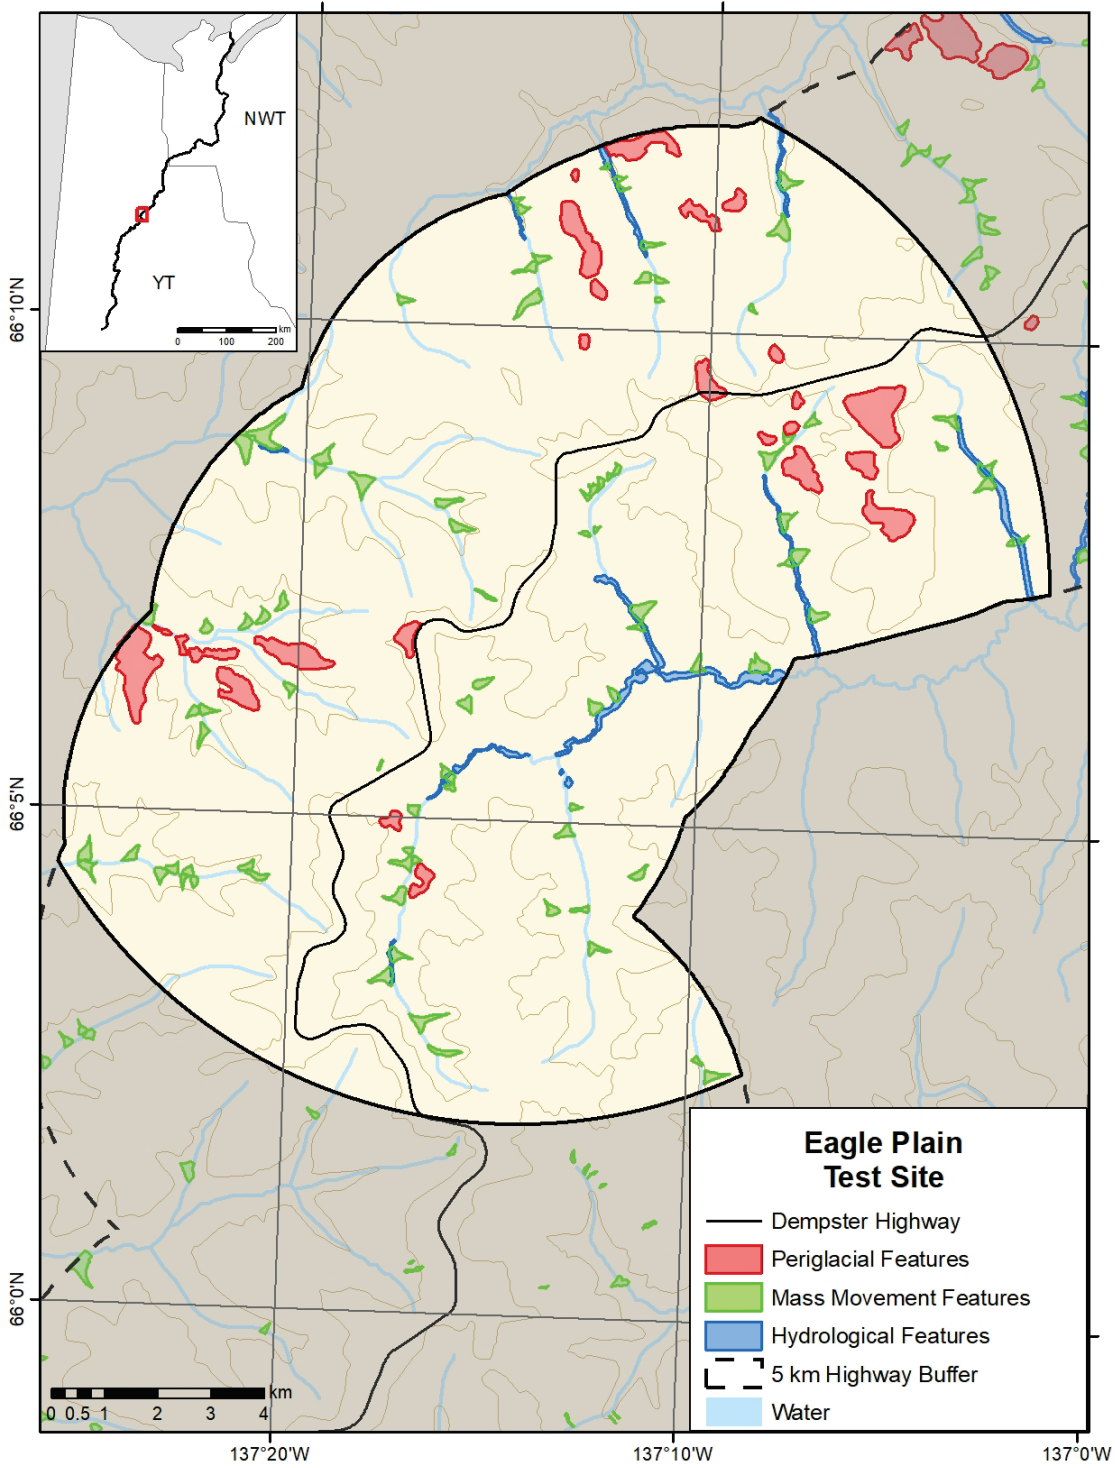 NWT
YT
km
0 100 200
66°10'N
66°5'N
66°0'N
Eagle Plain
Test Site
Dempster Highway
Periglacial Features
Mass Movement Features
Hydrological Features
5 km Highway Buffer
Water
km
0 0.5 1 2 3 4
137°20'W 137°10'W 137°0'W